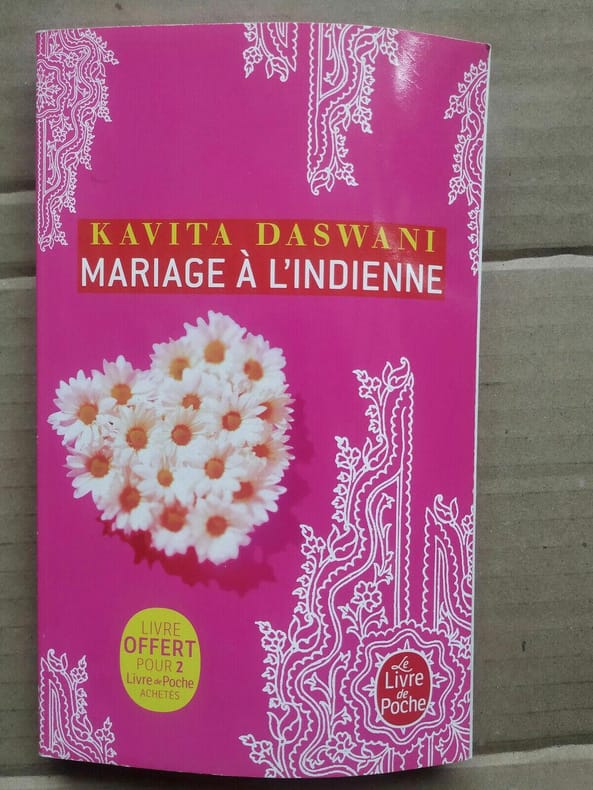 KAVITA DASWANI
MARIAGE À L'INDIENNE
LIVRE
OFFERT
POUR 2
Livre de Poche
ACHETÉS
Le
Livre
de
Poche